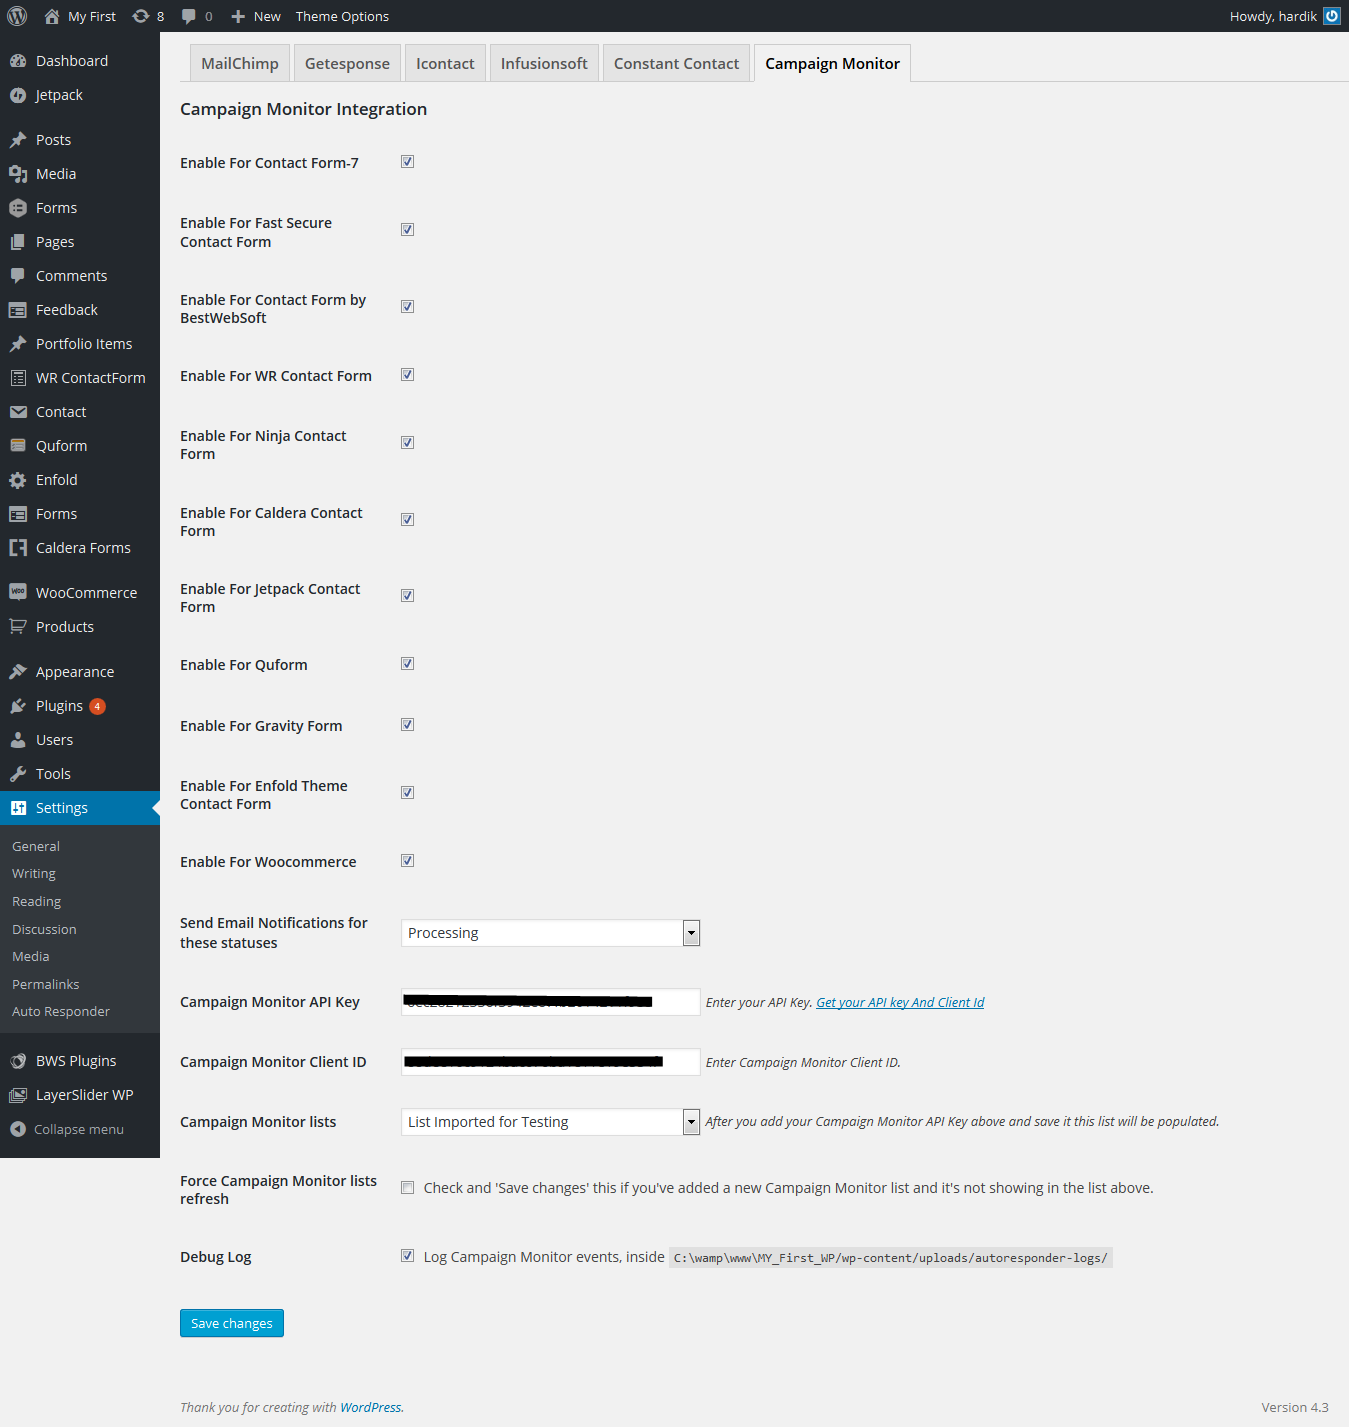 My First 8 0 New Theme Options Howdy, hardik
Dashboard
Jetpack
Posts
Media
Forms
Pages
Comments
Feedback
Portfolio Items
WR ContactForm
Contact
Quform
Enfold
Forms
Caldera Forms
WooCommerce
Products
Appearance
Plugins 4
Users
Tools
Settings
General
Writing
Reading
Discussion
Media
Permalinks
Auto Responder
BWS Plugins
LayerSlider WP
Collapse menu
MailChimp Getesponse Icontact Infusionsoft Constant Contact Campaign Monitor
Campaign Monitor Integration
Enable For Contact Form-7
Enable For Fast Secure
Contact Form
Enable For Contact Form by
BestWebSoft
Enable For WR Contact Form
Enable For Ninja Contact
Form
Enable For Caldera Contact
Form
Enable For Jetpack Contact
Form
Enable For Quform
Enable For Gravity Form
Enable For Enfold Theme
Contact Form
Enable For Woocommerce
Send Email Notifications for
these statuses
Processing
Campaign Monitor API Key
Enter your API Key. Get your API key And Client Id
Campaign Monitor Client ID
Enter Campaign Monitor Client ID.
Campaign Monitor lists
List Imported for Testing
After you add your Campaign Monitor API Key above and save it this list will be populated.
Force Campaign Monitor lists
refresh
Check and 'Save changes' this if you've added a new Campaign Monitor list and it's not showing in the list above.
Debug Log
Log Campaign Monitor events, inside C:\wamp\www\MY_First_WP/wp-content/uploads/autoresponder-logs/
Save changes
Thank you for creating with WordPress.
Version 4.3